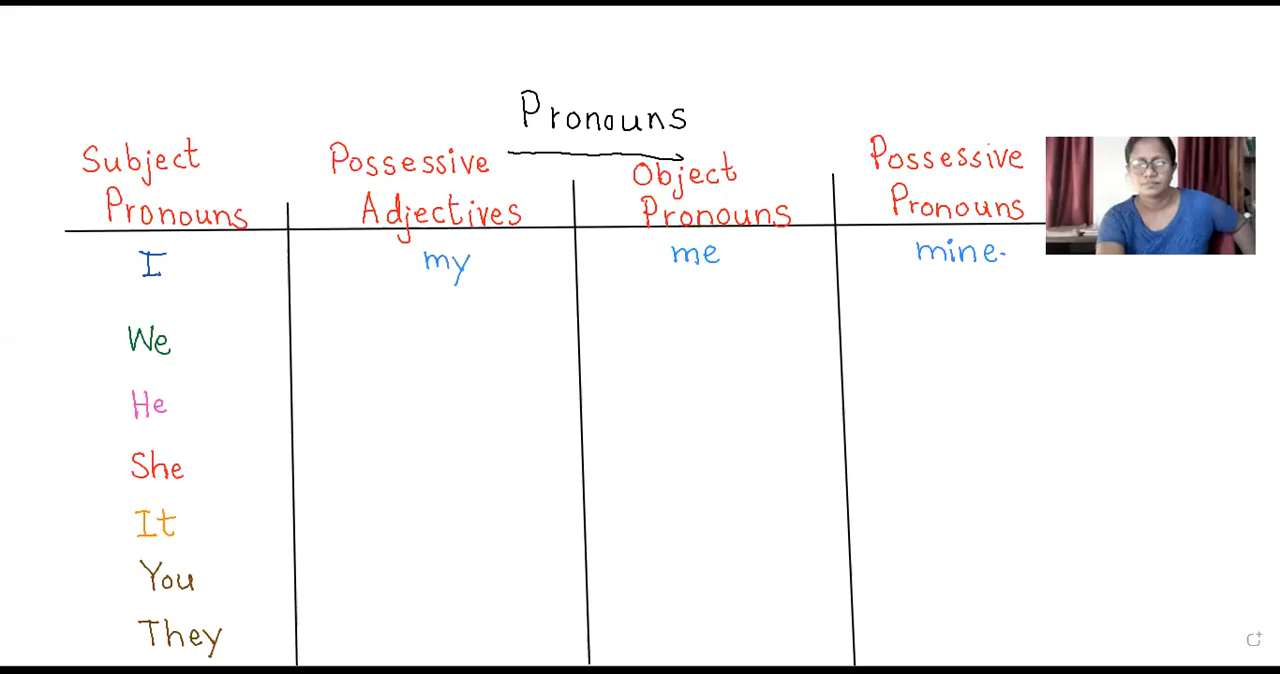 Pronouns
Subject Pronouns
Possessive Adjectives
Object Pronouns
Possessive Pronouns
I my me mine.
We
He
She
It
You
They